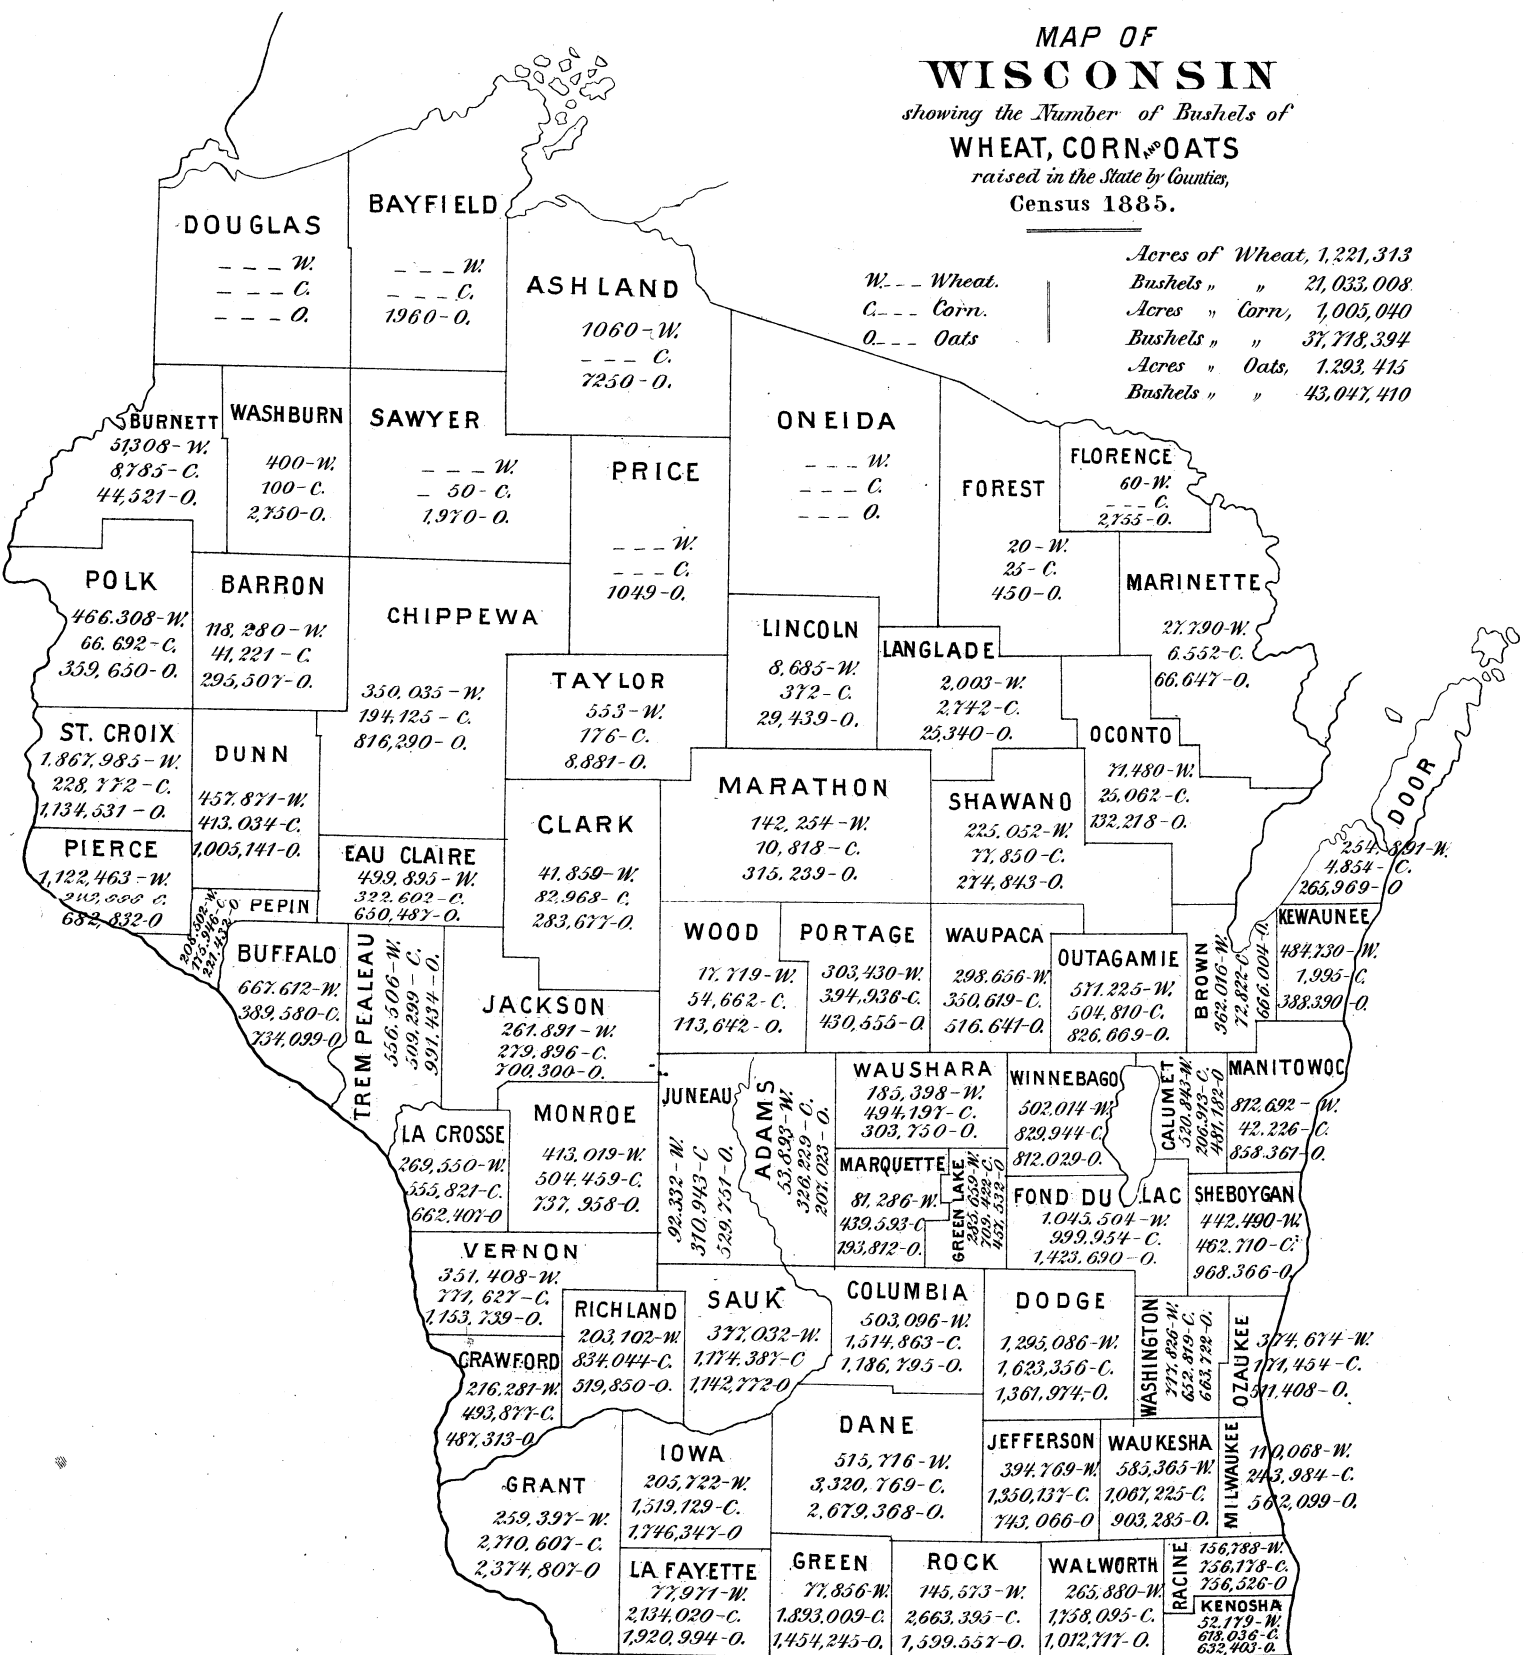 MAP OF
WISCONSIN
showing the Number of Bushels of
WHEAT, CORN AND OATS
raised in the State by Counties,
Census 1885.
W. - - - Wheat.
C. - - - Corn.
O. - - - Oats
Acres of Wheat, 1,221,313
Bushels „ „ 21,033,008.
Acres „ Corn, 1,005,040
Bushels „ „ 37,718,394
Acres „ Oats, 1.293,415
Bushels „ „ 43,047,410
DOUGLAS
- - - W.
- - - C.
- - - O.
BAYFIELD
- - - W.
- - - C.
1960-O.
ASHLAND
1060-W.
- - - C.
7250-O.
BURNETT
51308-W.
8,785-C.
44,521-O.
WASHBURN
400-W.
100-C.
2,750-O.
SAWYER
- - - W.
- 50-C.
1,970-O.
PRICE
- - - W.
- - - C.
1049-O.
ONEIDA
- - - W.
- - - C.
- - - O.
FOREST
20-W.
25-C.
450-O.
FLORENCE
60-W.
- - - C.
2,755-O.
MARINETTE
27,790-W.
6.552-C.
66.647-O.
POLK
466.308-W.
66.692-C.
359,650-O.
BARRON
118,280-W.
41,221-C.
295,507-O.
CHIPPEWA
350,035-W.
194,125-C.
816,290-O.
TAYLOR
553-W.
176-C.
8,881-O.
LINCOLN
8,685-W.
372-C.
29,439-O.
LANGLADE
2,003-W.
2,742-C.
25,340-O.
OCONTO
71.480-W.
25,062-C.
132,218-O.
ST. CROIX
1.867,985-W.
228,772-C.
1,134,531-O.
DUNN
457,871-W.
413,034-C.
1,005,141-O.
MARATHON
142,254-W.
10,818-C.
315,239-O.
SHAWANO
225,052-W.
77,850-C.
274,843-O.
DOOR
254,891-W.
4.854-C.
265,969-O
PIERCE
1,122,463-W.
682,832-O
PEPIN
208,502-W.
175,946-C.
221,432-O
EAU CLAIRE
499,895-W.
322,602-C.
650,487-O.
CLARK
41.859-W.
82,968-C.
283,677-O.
WOOD
17,719-W.
54,662-C.
113,642-O.
PORTAGE
303,430-W.
394,936-C.
430,555-O.
WAUPACA
298.656-W.
350,619-C.
516.641-O.
OUTAGAMIE
571.225-W.
504,810-C.
826,669-O.
BROWN
362.016-W.
72.822-C.
666.004-O.
KEWAUNEE
484,730-W.
1,995-C.
388.390-O.
BUFFALO
667.612-W.
389,580-C.
734,099-O
TREMPEALEAU
556,506-W.
509,299-C.
991.434-O.
JACKSON
261.891-W.
279,896-C.
700,300-O.
JUNEAU
92.332-W.
310,943-C
529.751-O.
ADAMS
53,893-W.
326,229-C.
207,023-O.
WAUSHARA
185,398-W.
494,197-C.
303,750-O.
WINNEBAGO
502,014-W.
829,944-C.
812.029-O.
CALUMET
520.843-W.
206,913-C.
481,182-O
MANITOWOC
812,692-W.
42,226-C.
858.361-O.
LA CROSSE
269,550-W.
555,821-C.
662,407-O
MONROE
413,019-W.
504,459-C.
737,958-O.
MARQUETTE
81,286-W.
439.593-C
193,812-O.
GREEN LAKE
285,659-W.
709,422-C.
457,532-O
FOND DU LAC
1.045,504-W.
999.954-C.
1,423,690-O.
SHEBOYGAN
442.490-W.
462.710-C.
968.366-O.
VERNON
351,408-W.
771,627-C.
1,153,739-O.
RICHLAND
203,102-W.
834,044-C.
519,850-O.
SAUK
377,032-W.
1,174,387-C
1,142,772-O
COLUMBIA
503,096-W.
1,514,863-C.
1,186,795-O.
DODGE
1,295,086-W.
1,623,356-C.
1,361,974-O.
WASHINGTON
777,826-W.
652.819-C.
663,722-O.
OZAUKEE
374,674-W.
171,454-C.
511,408-O.
CRAWFORD
216,281-W.
493,877-C.
487,313-O
GRANT
259,397-W.
2,710,607-C.
2,374,807-O
IOWA
205,722-W.
1,519,129-C.
1,746,347-O
DANE
515,716-W.
3,320,769-C.
2,679,368-O.
JEFFERSON
394,769-W.
1,350,137-C.
743,066-O
WAUKESHA
585,365-W.
1,067,225-C.
903,285-O.
MILWAUKEE
110,068-W.
243,984-C.
562,099-O.
LA FAYETTE
77,971-W.
2,134,020-C.
1,920,994-O.
GREEN
77,856-W.
1.893,009-C.
1,454,245-O.
ROCK
145,573-W.
2,663,395-C.
1,599.557-O.
WALWORTH
265,880-W.
1,758,095-C.
1,012,717-O.
RACINE
156,788-W.
756,178-C.
756,526-O
KENOSHA
52,179-W.
618,036-C.
632,403-O.